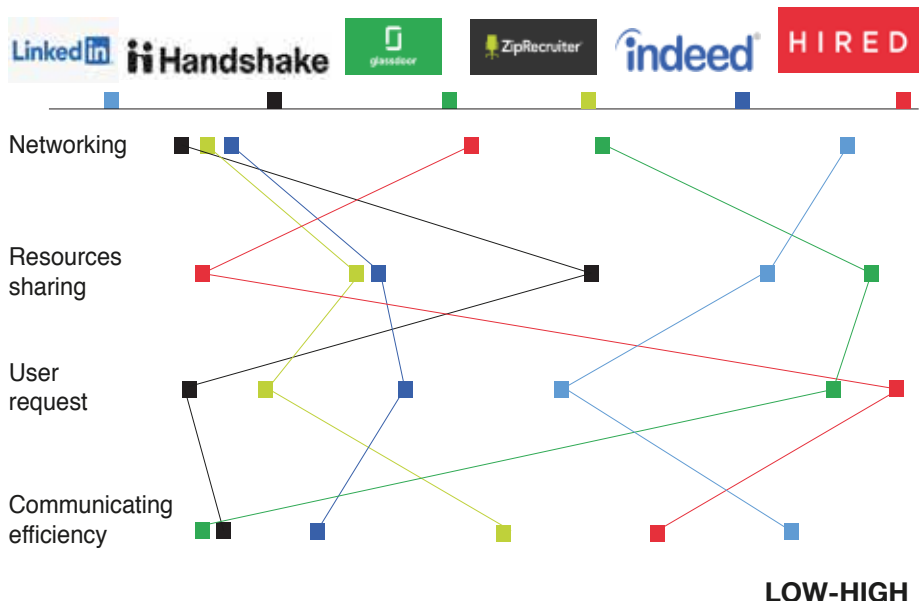 Linked in
Handshake
glassdoor
ZipRecruiter
indeed
HIRED
Networking
Resources
sharing
User
request
Communicating
efficiency
LOW-HIGH